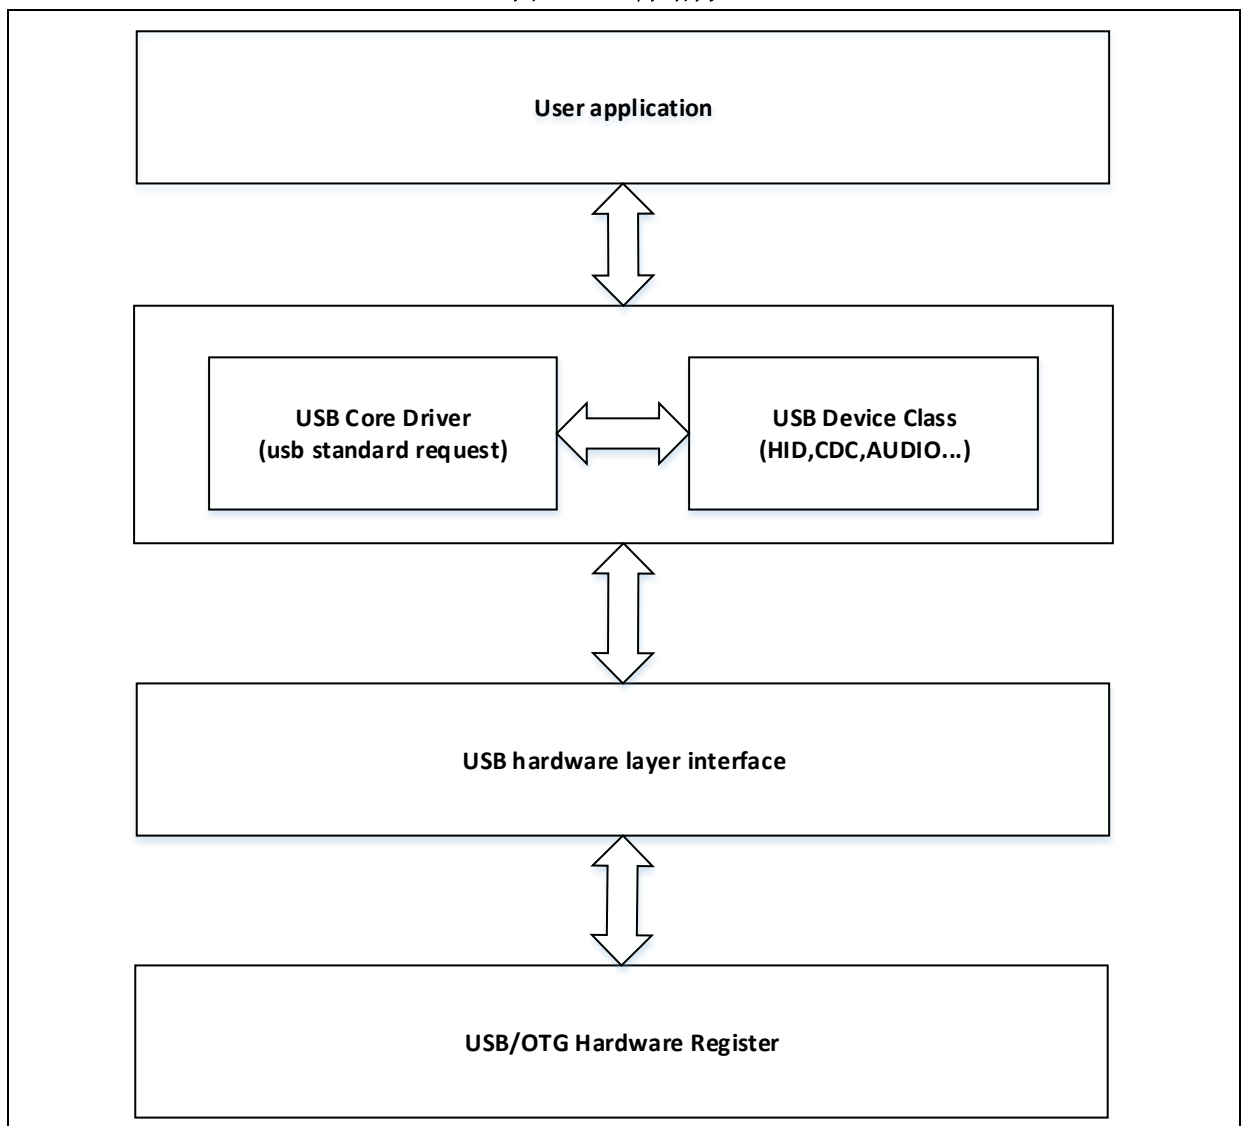 User application
USB Core Driver
(usb standard request)
USB Device Class
(HID,CDC,AUDIO...)
USB hardware layer interface
USB/OTG Hardware Register